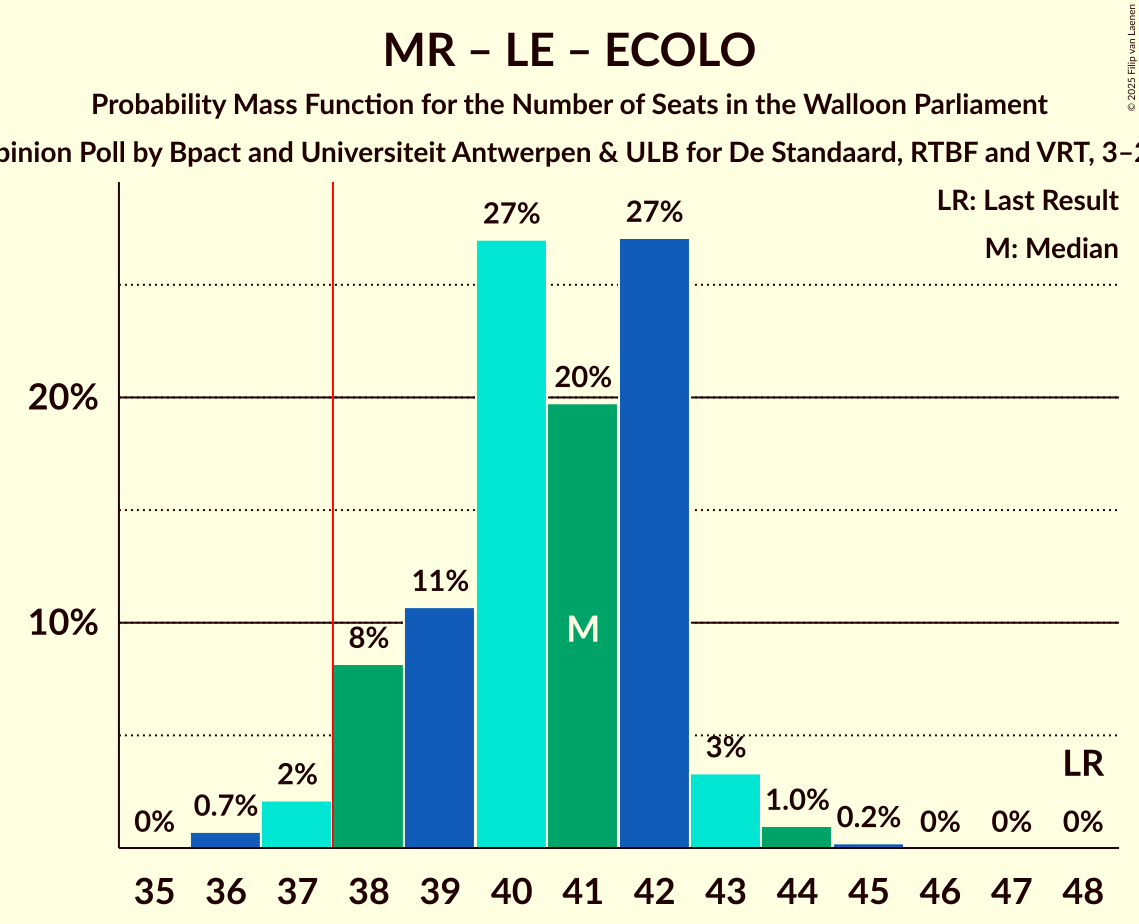 MR – LE – ECOLO
Probability Mass Function for the Number of Seats in the Walloon Parliament
Opinion Poll by Bpact and Universiteit Antwerpen & ULB for De Standaard, RTBF and VRT, 3–2
© 2025 Filip van Laenen
LR: Last Result
M: Median
27%
27%
20%
20%
11%
10%
8%
M
3%
LR
2%
1.0%
0.7%
0.2%
0%
0%
0%
0%
35 36 37 38 39 40 41 42 43 44 45 46 47 48